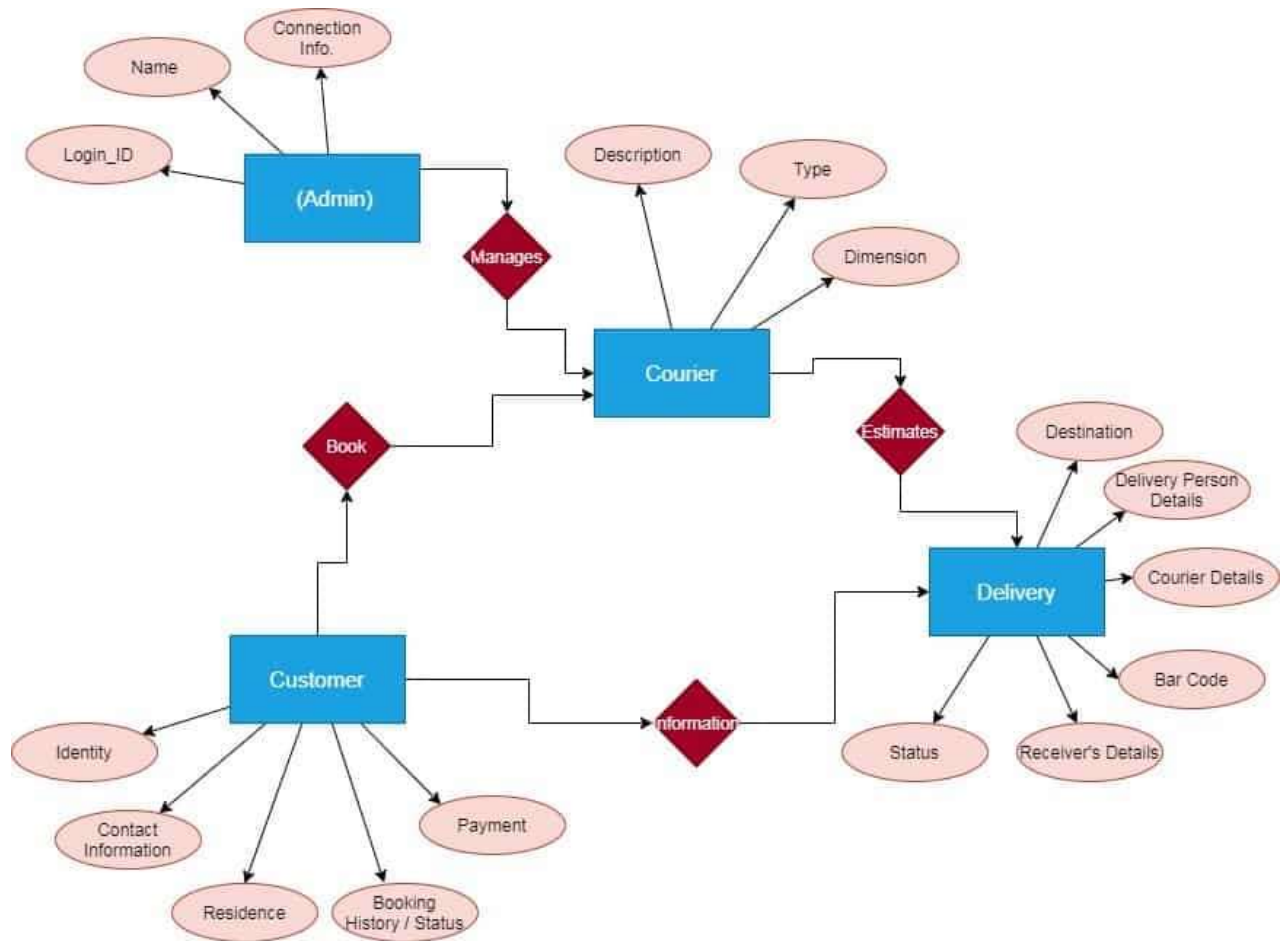 Connection
Info.
Name
Login_ID
(Admin)
Description
Type
Manages
Dimension
Courier
Book
Estimates
Destination
Delivery Person
Details
Courier Details
Delivery
Customer
Bar Code
nformation
Status
Receiver's Details
Identity
Contact
Information
Payment
Residence
Booking
History / Status